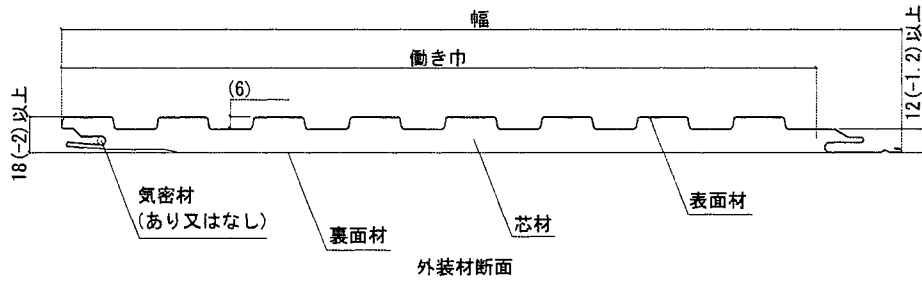 幅
働き巾
(6)
18(-2)以上
12(-1.2)以上
気密材
(あり又はなし)
裏面材
芯材
表面材
外装材断面